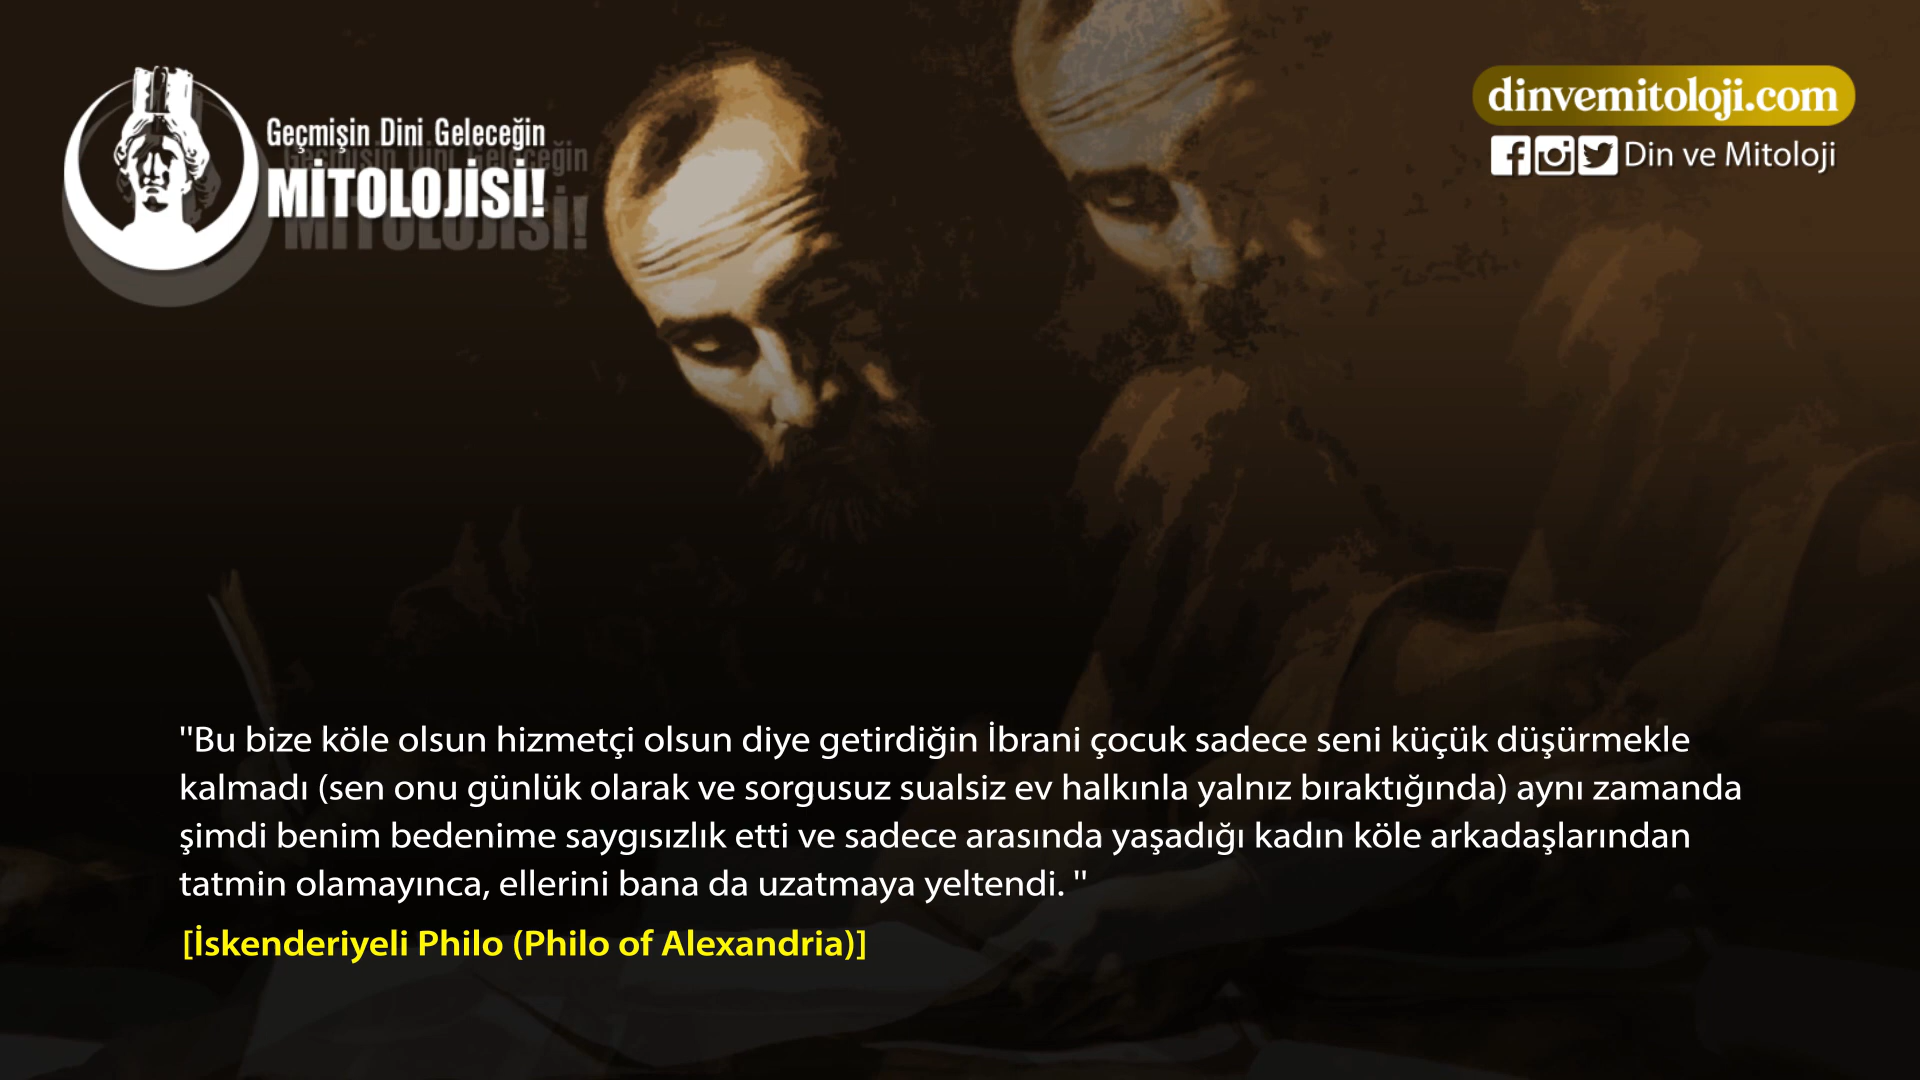 Geçmişin Dini Geleceğin
MİTOLOJİSİ!
dinvemitoloji.com
Din ve Mitoloji
"Bu bize köle olsun hizmetçi olsun diye getirdiğin İbrani çocuk sadece seni küçük düşürmekle
kalmadı (sen onu günlük olarak ve sorgusuz sualsiz ev halkınla yalnız bıraktığında) aynı zamanda
şimdi benim bedenime saygısızlık etti ve sadece arasında yaşadığı kadın köle arkadaşlarından
tatmin olamayınca, ellerini bana da uzatmaya yeltendi. "
[İskenderiyeli Philo (Philo of Alexandria)]